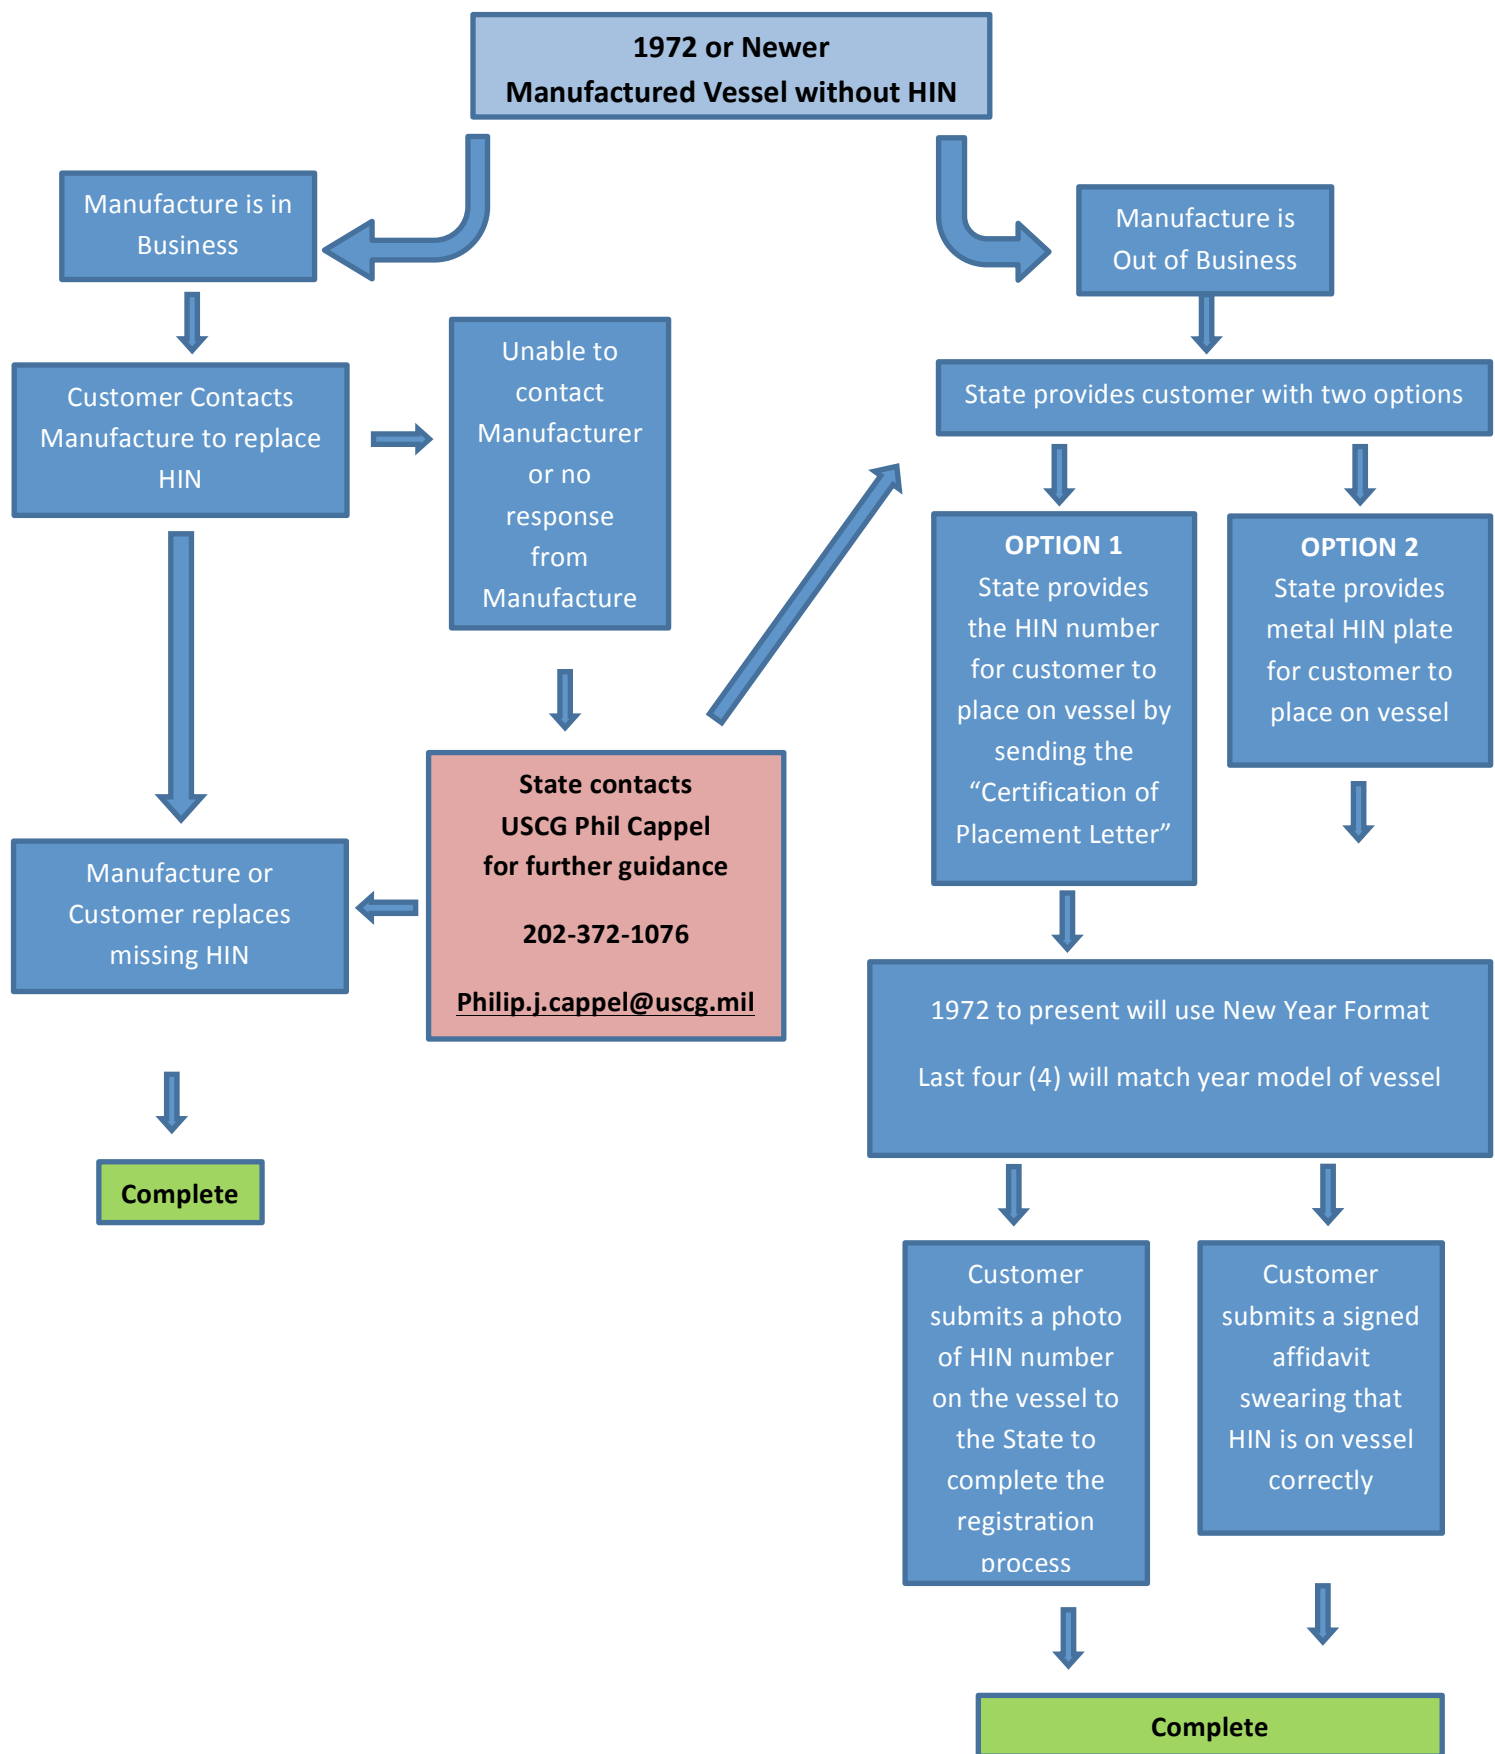 1972 or Newer
Manufactured Vessel without HIN
Manufacture is in
Business
Customer Contacts
Manufacture to replace
HIN
Unable to
contact
Manufacturer
or no
response
from
Manufacture
State contacts
USCG Phil Cappel
for further guidance
202-372-1076
Philip.j.cappel@uscg.mil
Manufacture or
Customer replaces
missing HIN
Complete
Manufacture is
Out of Business
State provides customer with two options
OPTION 1
State provides
the HIN number
for customer to
place on vessel by
sending the
“Certification of
Placement Letter”
OPTION 2
State provides
metal HIN plate
for customer to
place on vessel
1972 to present will use New Year Format
Last four (4) will match year model of vessel
Customer
submits a photo
of HIN number
on the vessel to
the State to
complete the
registration
process
Customer
submits a signed
affidavit
swearing that
HIN is on vessel
correctly
Complete